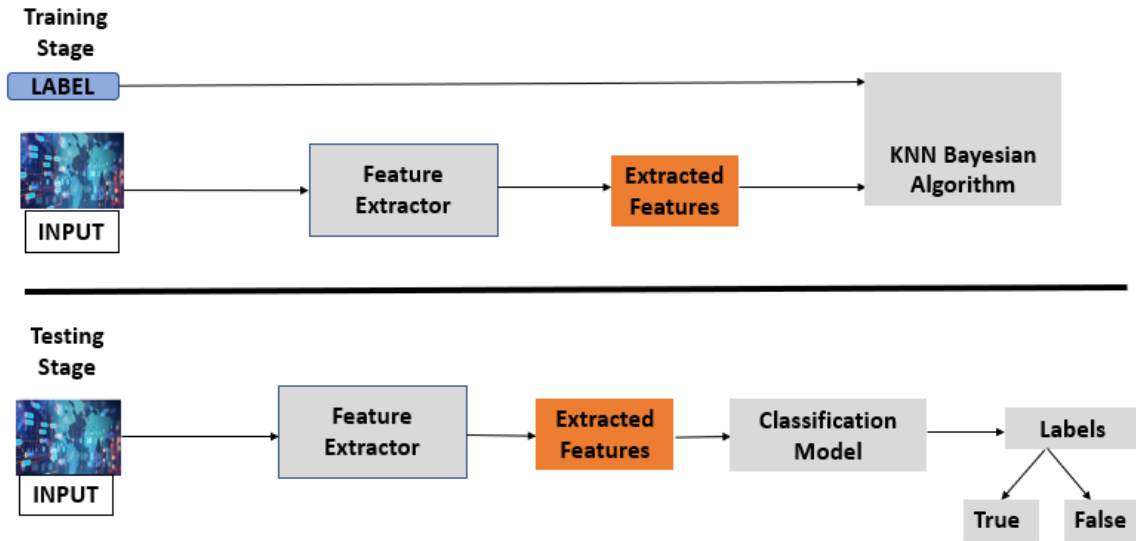 Training
Stage
LABEL
INPUT
Feature
Extractor
Extracted
Features
KNN Bayesian
Algorithm
Testing
Stage
INPUT
Feature
Extractor
Extracted
Features
Classification
Model
Labels
True
False